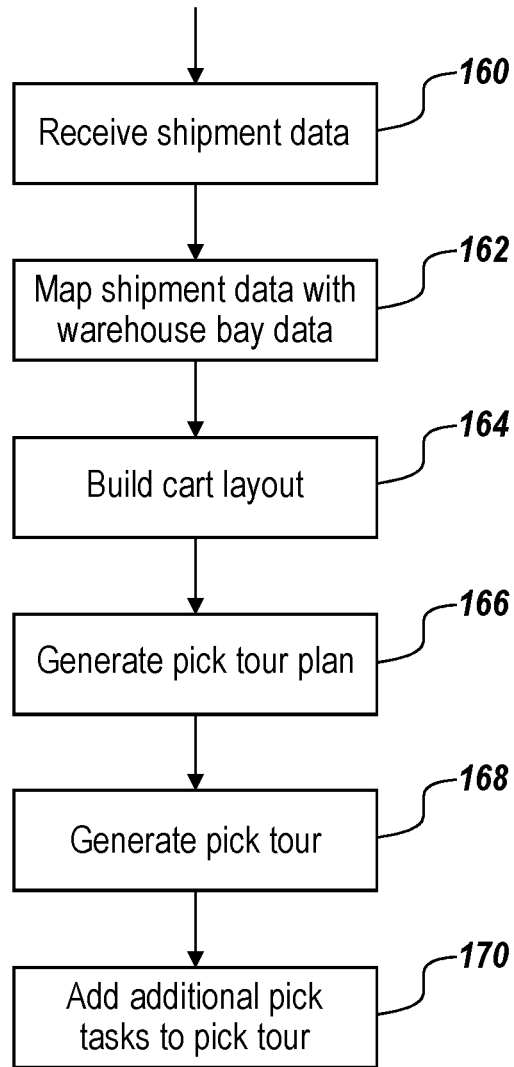 160
Receive shipment data
162
Map shipment data with
warehouse bay data
164
Build cart layout
166
Generate pick tour plan
168
Generate pick tour
170
Add additional pick
tasks to pick tour